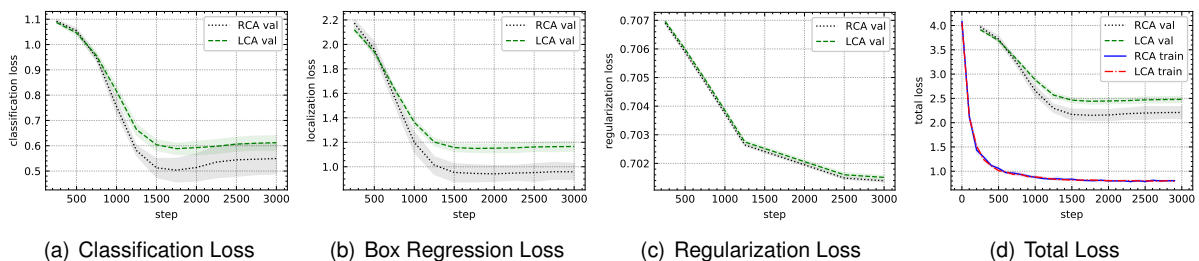 1.1
1.0
0.9
0.8
0.7
0.6
0.5
classification loss
500 1000 1500 2000 2500 3000
step
RCA val
LCA val
(a) Classification Loss
2.2
2.0
1.8
1.6
1.4
1.2
1.0
localization loss
500 1000 1500 2000 2500 3000
step
RCA val
LCA val
(b) Box Regression Loss
0.707
0.706
0.704
0.703
0.702
regularization loss
500 1000 1500 2000 2500 3000
step
RCA val
LCA val
(c) Regularization Loss
4.0
3.5
3.0
2.5
2.0
1.5
1.0
total loss
0 500 1000 1500 2000 2500 3000
step
RCA val
LCA val
RCA train
LCA train
(d) Total Loss